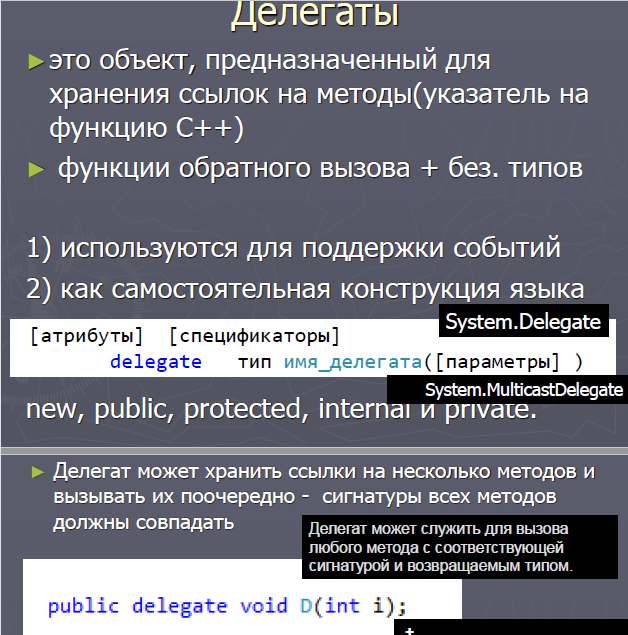 Делегаты
это объект, предназначенный для
хранения ссылок на методы(указатель на
функцию С++)
функции обратного вызова + без. типов
1) используются для поддержки событий
2) как самостоятельная конструкция языка
System.Delegate
[атрибуты] [спецификаторы]
delegate тип имя_делегата([параметры] )
System.MulticastDelegate
new, public, protected, internal и private.
Делегат может хранить ссылки на несколько методов и
вызывать их поочередно - сигнатуры всех методов
должны совпадать
Делегат может служить для вызова
любого метода с соответствующей
сигнатурой и возвращаемым типом.
public delegate void D(int i);
+